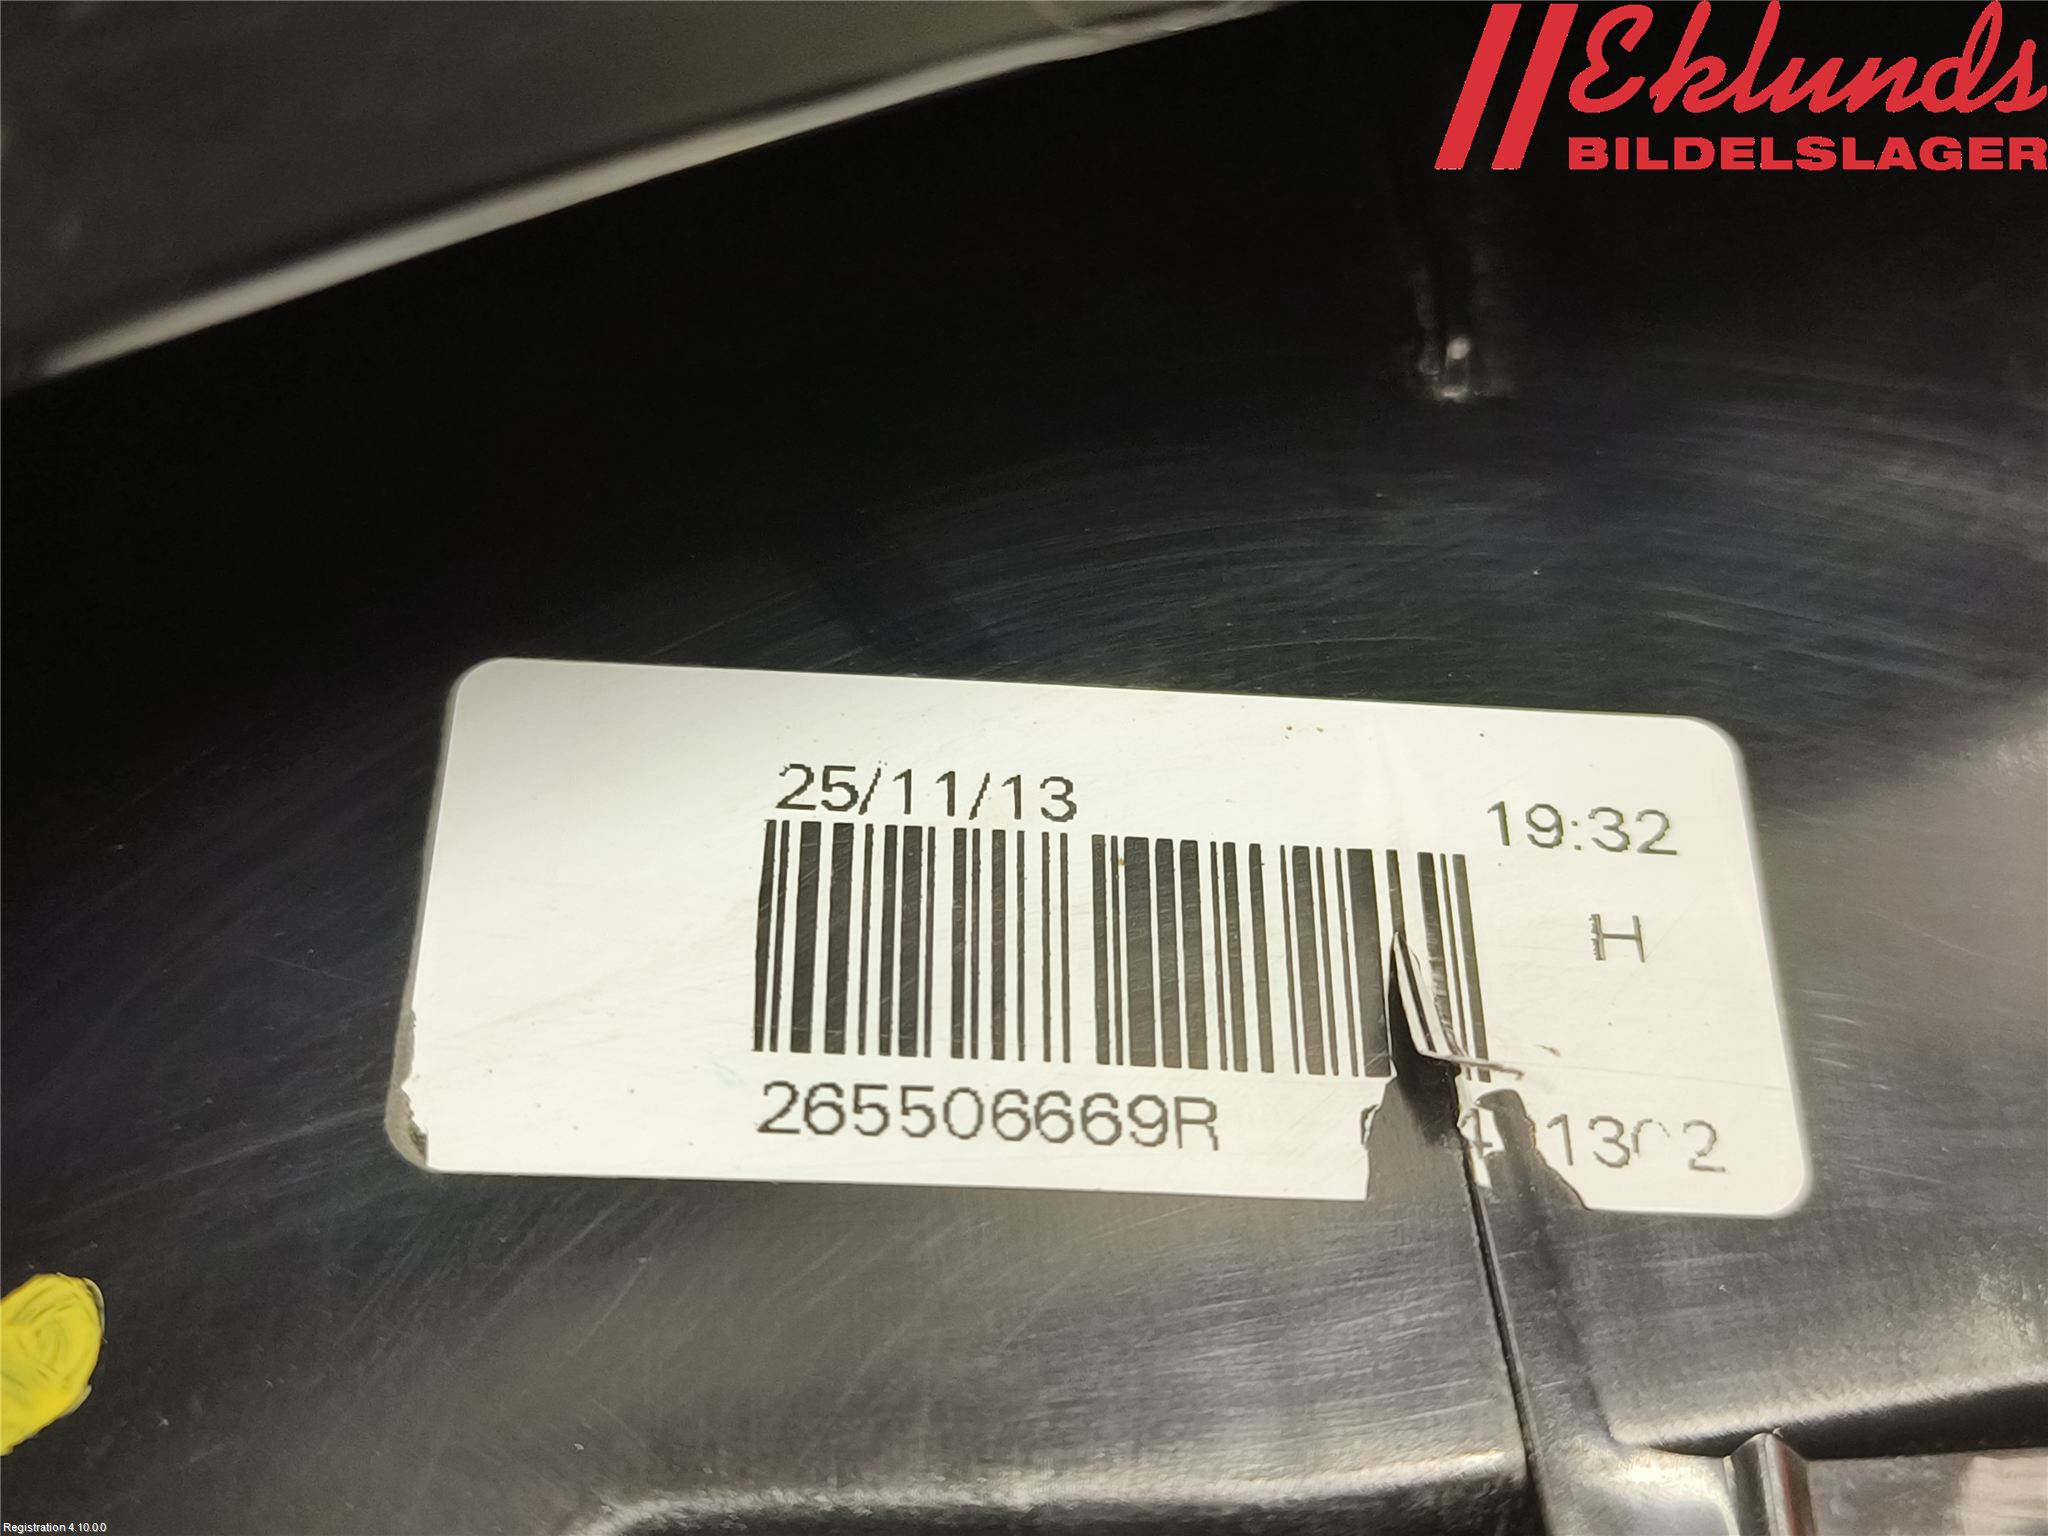 Eklunds
BILDELSLAGER
25/11/13
19:32
H
265506669R
Registration 4.10.0.0